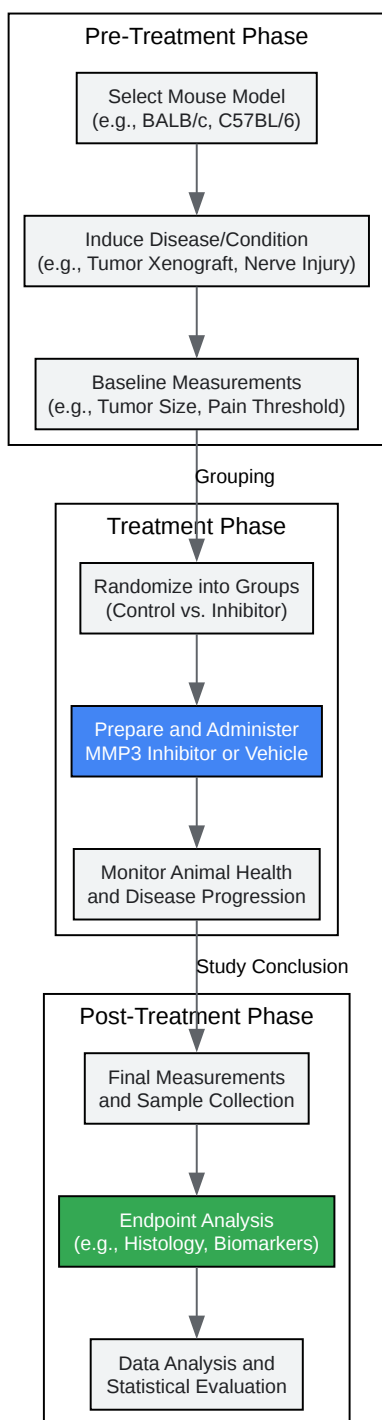 Pre-Treatment Phase
Select Mouse Model
(e.g., BALB/c, C57BL/6)
Induce Disease/Condition
(e.g., Tumor Xenograft, Nerve Injury)
Baseline Measurements
(e.g., Tumor Size, Pain Threshold)
Grouping
Treatment Phase
Randomize into Groups
(Control vs. Inhibitor)
Prepare and Administer
MMP3 Inhibitor or Vehicle
Monitor Animal Health
and Disease Progression
Study Conclusion
Post-Treatment Phase
Final Measurements
and Sample Collection
Endpoint Analysis
(e.g., Histology, Biomarkers)
Data Analysis and
Statistical Evaluation